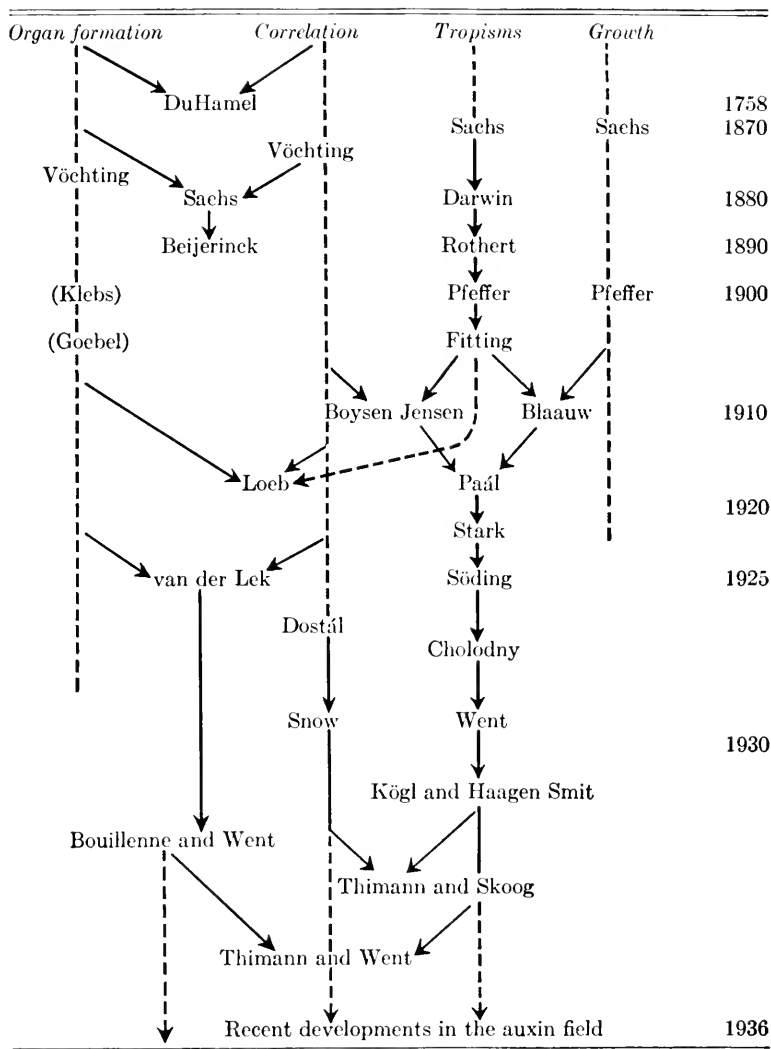 Organ formation Correlation Tropisms Growth
DuHamel 1758
Sachs Sachs 1870
Vöchting
Vöchting
Sachs Darwin 1880
Beijerinck Rothert 1890
(Klebs) Pfeffer Pfeffer 1900
(Goebel) Fitting
Boysen Jensen Blaauw 1910
Loeb Paál
1920
Stark
van der Lek Söding 1925
Dostál
Cholodny
Snow Went
1930
Kögl and Haagen Smit
Bouillenne and Went
Thimann and Skoog
Thimann and Went
Recent developments in the auxin field 1936